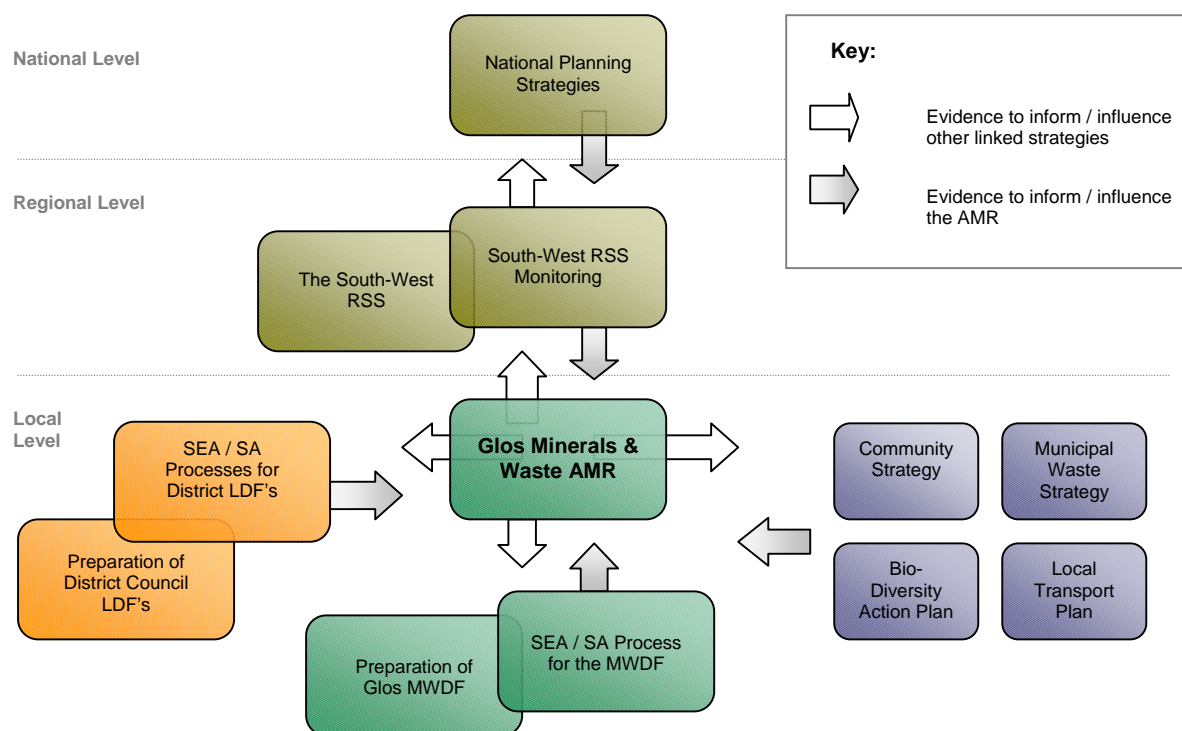 National Level
National Planning
Strategies
Key:
Evidence to inform / influence
other linked strategies
Evidence to inform / influence
the AMR
Regional Level
The South-West
RSS
South-West RSS
Monitoring
Local
Level
SEA / SA
Processes for
District LDF's
Preparation of
District Council
LDF's
Glos Minerals &
Waste AMR
Community
Strategy
Municipal
Waste
Strategy
Bio-
Diversity
Action Plan
Local
Transport
Plan
Preparation of
Glos MWDF
SEA / SA Process
for the MWDF